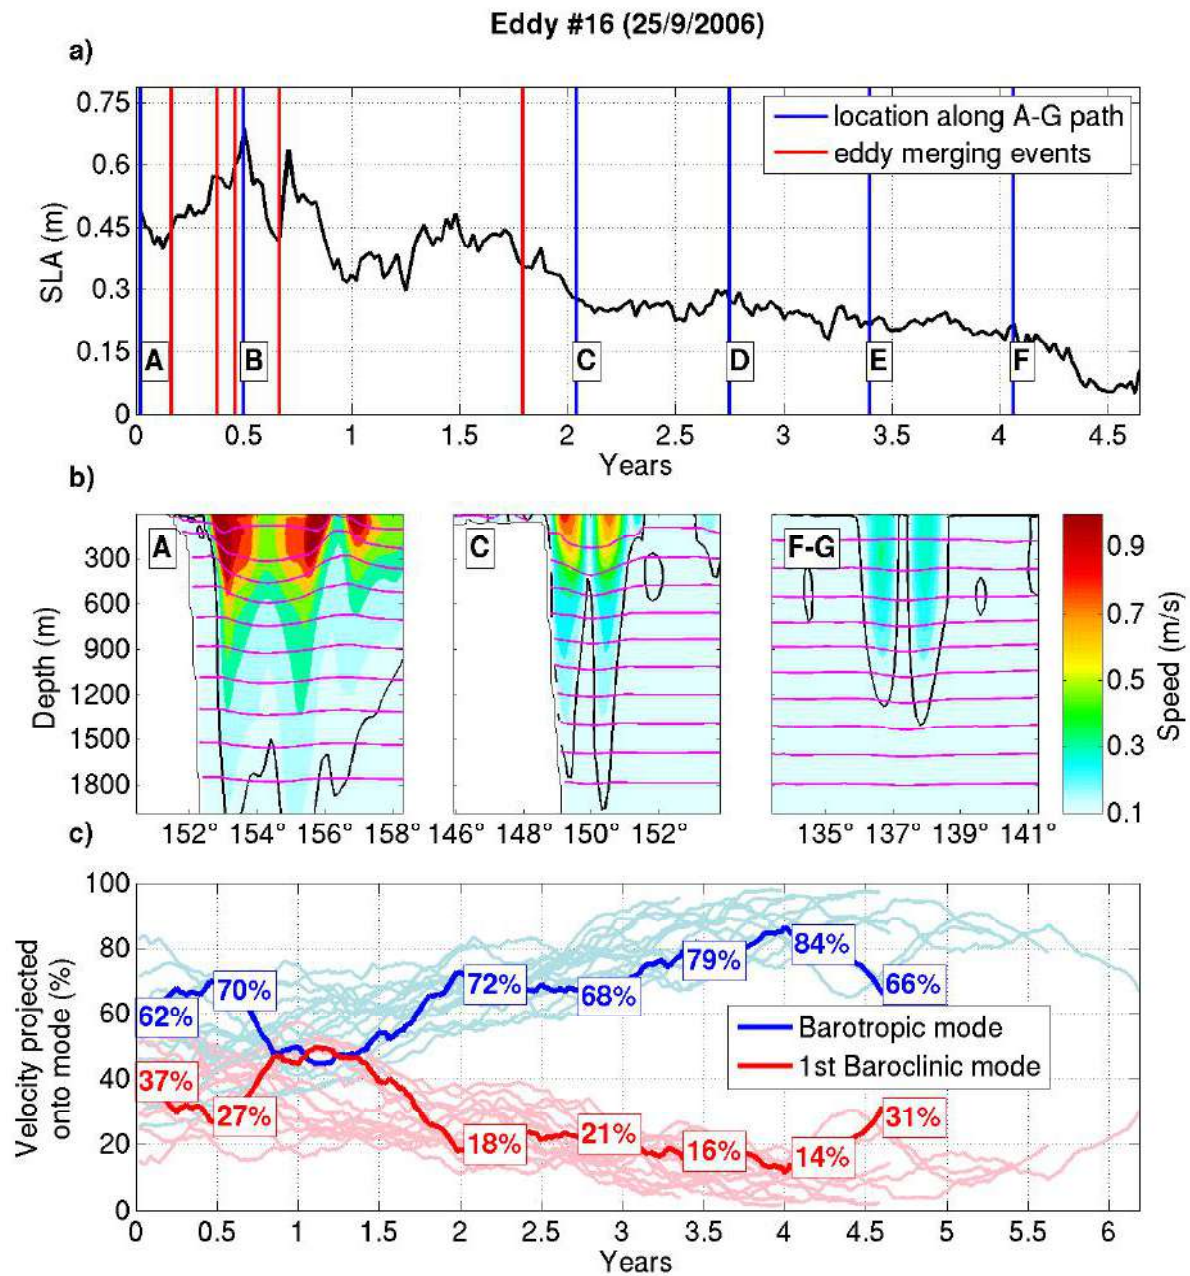 Eddy #16 (25/9/2006)
a)
SLA (m)
0.75
0.6
0.45
0.3
0.15
0
location along A-G path
eddy merging events
A
B
C
D
E
F
0 0.5 1 1.5 2 2.5 3 3.5 4 4.5
Years
b)
Depth (m)
300
600
900
1200
1500
1800
A
C
F-G
152° 154° 156° 158° 146° 148° 150° 152° 135° 137° 139° 141°
0.9
0.7
0.5
0.3
0.1
Speed (m/s)
c)
Velocity projected
onto mode (%)
100
80
60
40
20
0
62%
70%
72%
68%
79%
84%
66%
37%
27%
18%
21%
16%
14%
31%
Barotropic mode
1st Baroclinic mode
0 0.5 1 1.5 2 2.5 3 3.5 4 4.5 5 5.5 6
Years